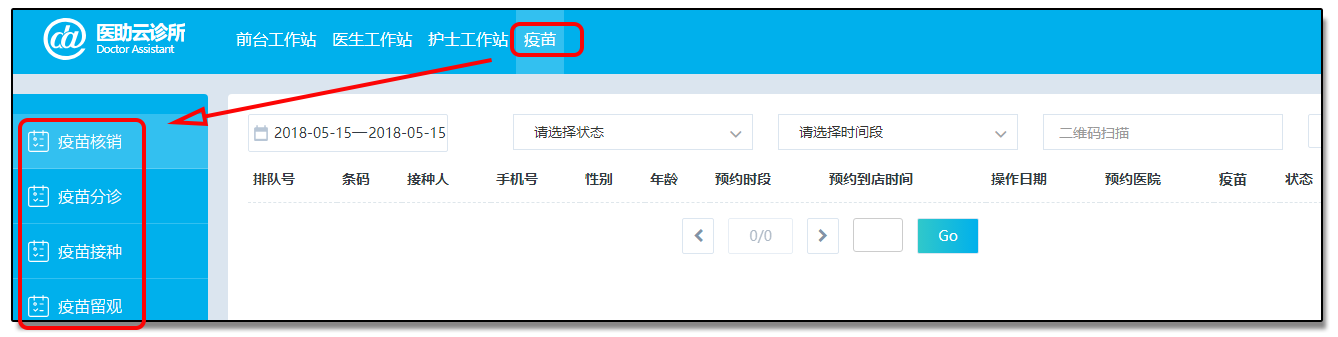 医助云诊所
Doctor Assistant
前台工作站 医生工作站 护士工作站 疫苗
疫苗核销
疫苗分诊
疫苗接种
疫苗留观
2018-05-15—2018-05-15 请选择状态 请选择时间段 二维码扫描
排队号 条码 接种人 手机号 性别 年龄 预约时段 预约到店时间 操作日期 预约医院 疫苗 状态
0/0 Go